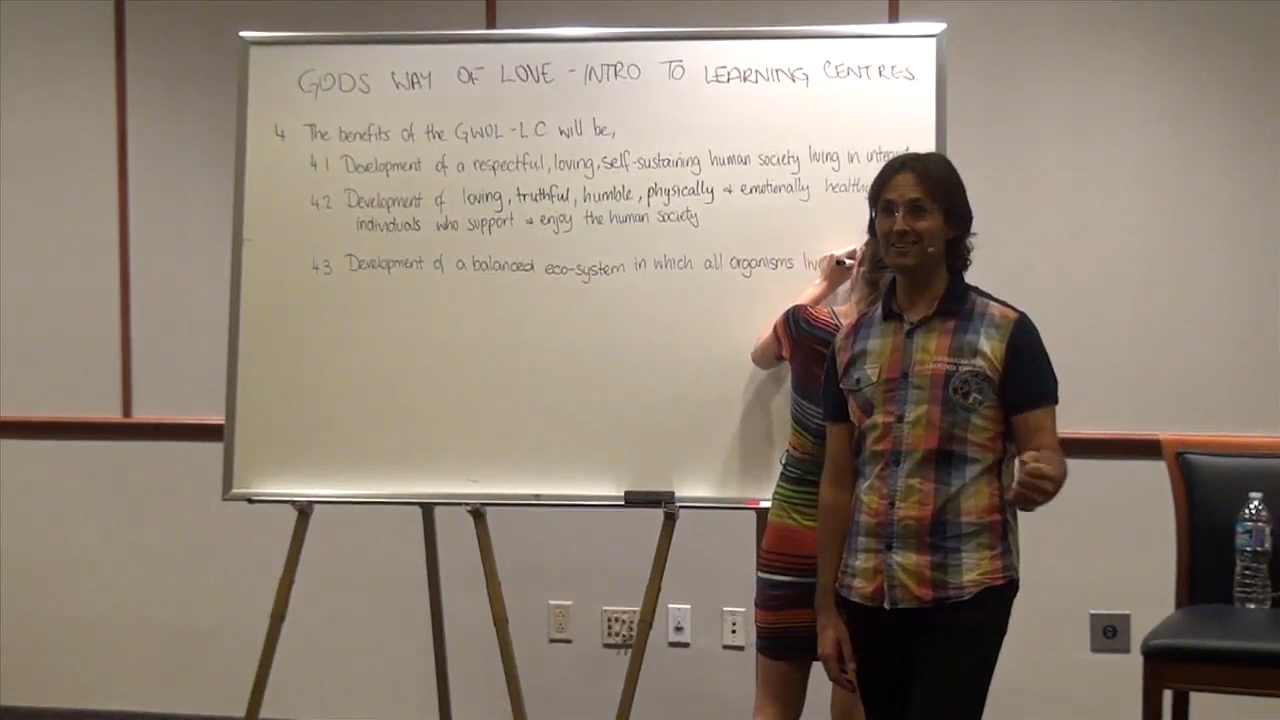 GODS WAY OF LOVE - INTRO TO LEARNING CENTRES
4 The benefits of the GWOL - LC will be,
4.1 Development of a respectful, loving, self-sustaining human society living in
4.2 Development of loving, truthful, humble, physically + emotionally
individuals who support + enjoy the human society
4.3 Development of a balanced eco-system in which all organisms